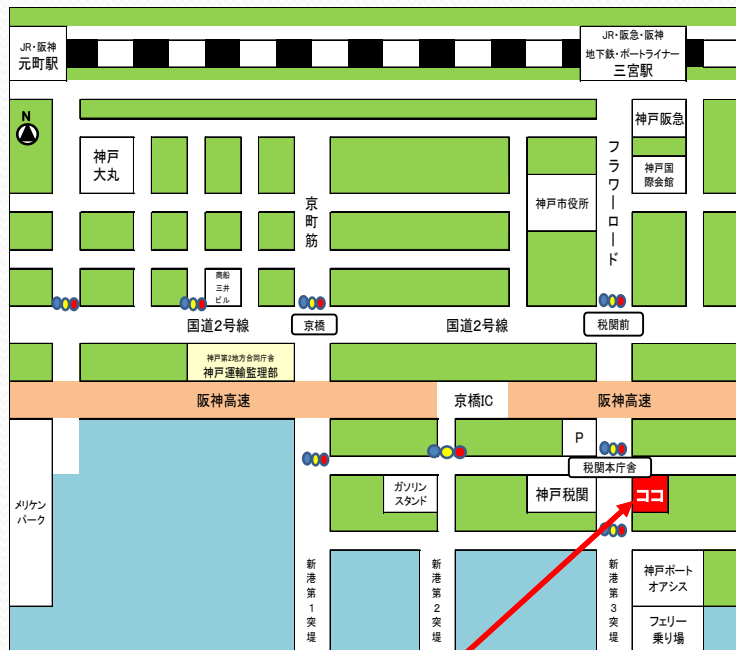 JR・阪神
元町駅
JR・阪急・阪神
地下鉄・ポートライナー
三宮駅
N
神戸
大丸
京町筋
神戸市役所
フラワーロード
神戸阪急
神戸国
際会館
商船
三井
ビル
国道2号線
京橋
国道2号線
税関前
神戸第2地方合同庁舎
神戸運輸監理部
阪神高速
京橋IC
阪神高速
P
税関本庁舎
メリケン
パーク
ガソリン
スタンド
神戸税関
ココ
新港第1突堤
新港第2突堤
新港第3突堤
神戸ポート
オアシス
フェリー
乗り場